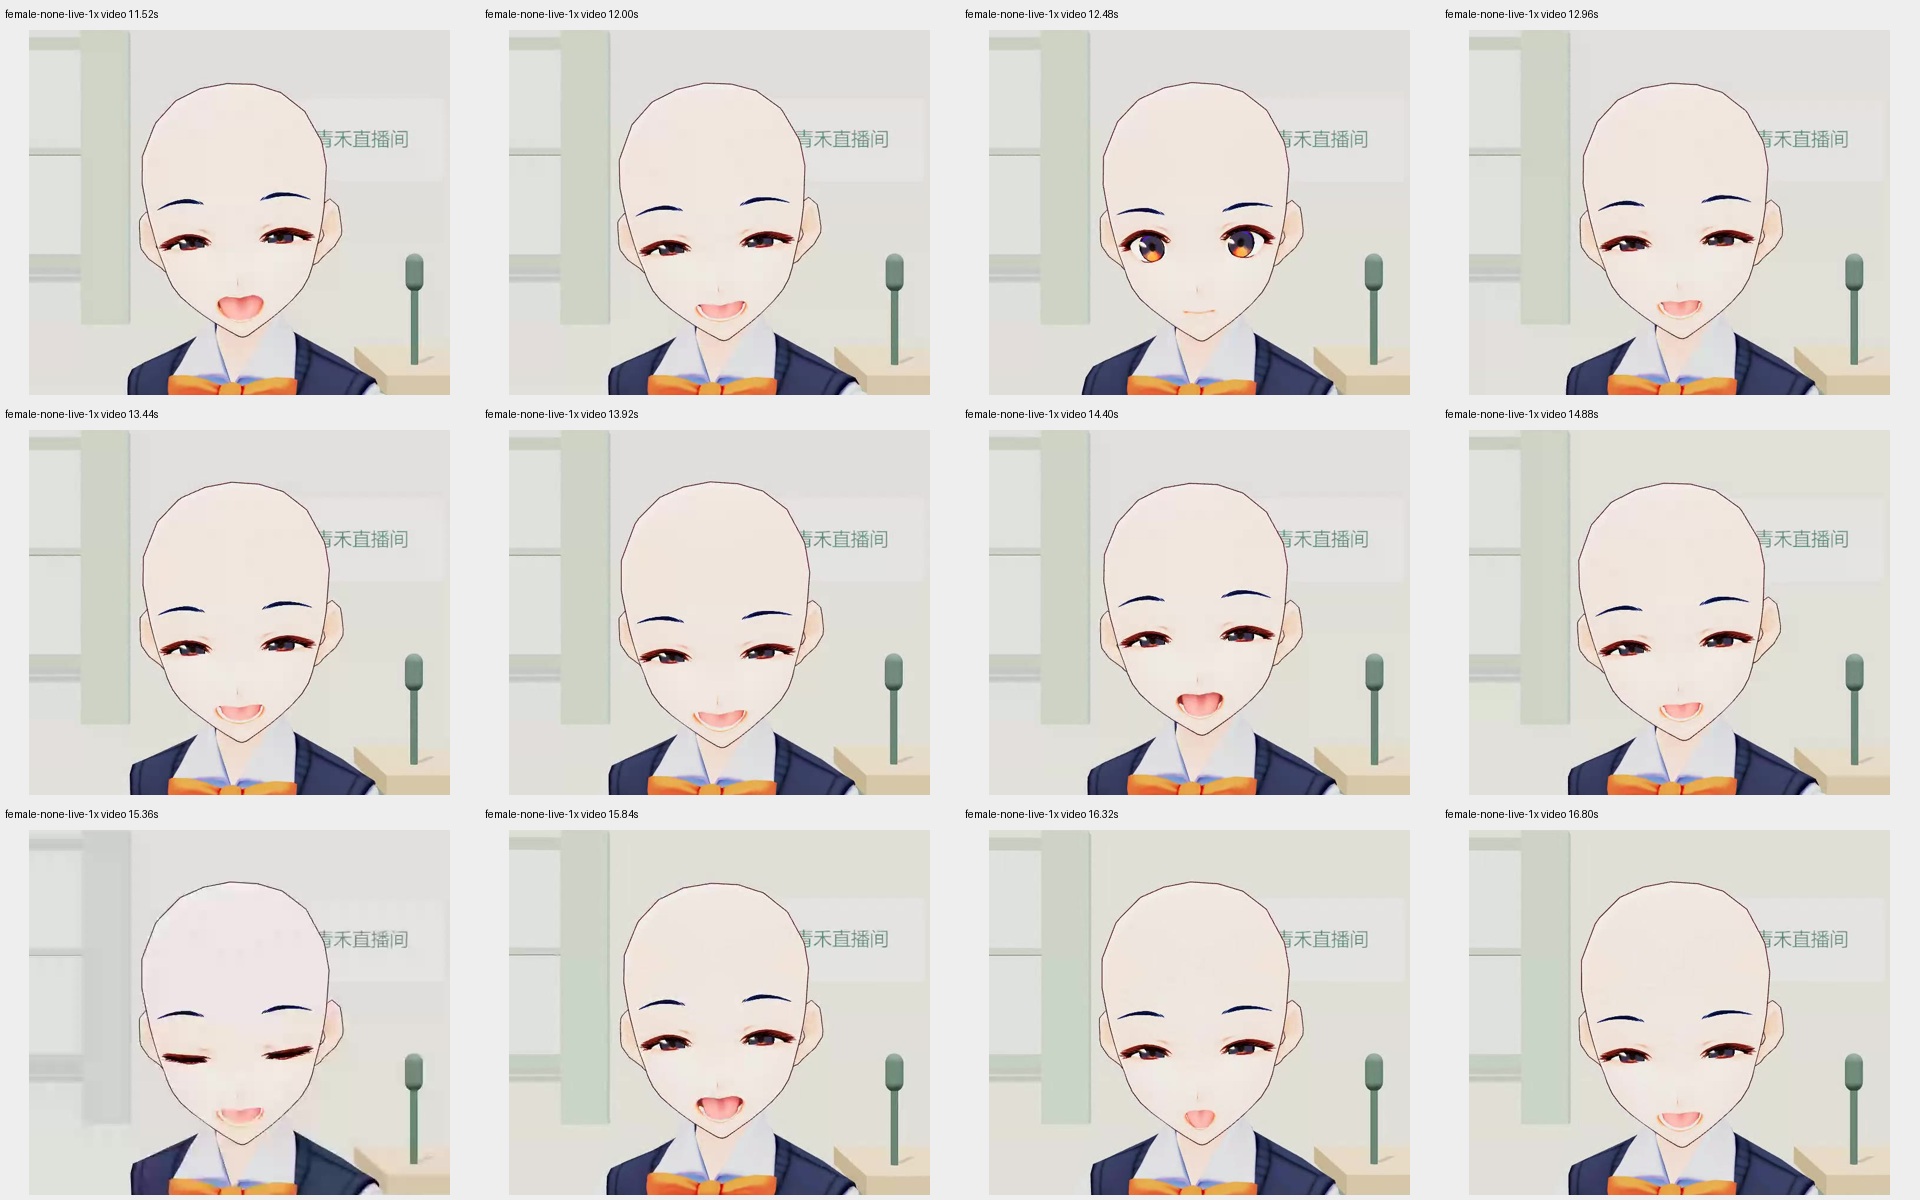 female-none-live-1x video 11.52s
female-none-live-1x video 12.00s
female-none-live-1x video 12.48s
female-none-live-1x video 12.96s
青禾直播间
青禾直播间
青禾直播间
青禾直播间
female-none-live-1x video 13.44s
female-none-live-1x video 13.92s
female-none-live-1x video 14.40s
female-none-live-1x video 14.88s
青禾直播间
青禾直播间
青禾直播间
青禾直播间
female-none-live-1x video 15.36s
female-none-live-1x video 15.84s
female-none-live-1x video 16.32s
female-none-live-1x video 16.80s
青禾直播间
青禾直播间
青禾直播间
青禾直播间